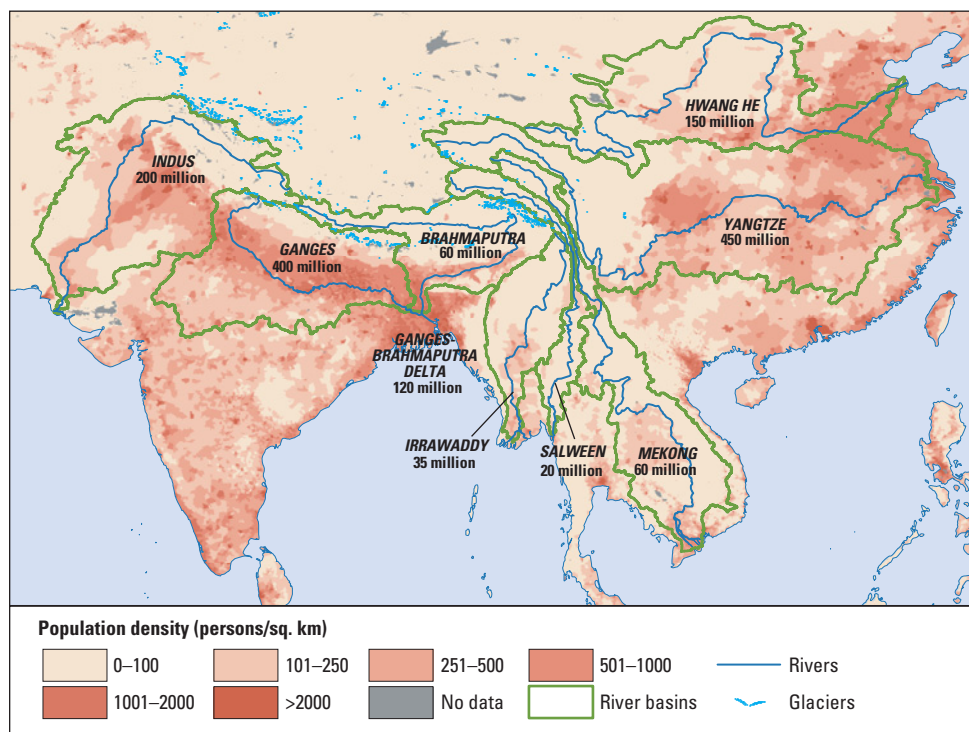 HWANG HE
150 million
INDUS
200 million
YANGTZE
450 million
BRAHMAPUTRA
60 million
GANGES
400 million
GANGES-
BRAHMAPUTRA
DELTA
120 million
IRRAWADDY
35 million
SALWEEN
20 million
MEKONG
60 million
Population density (persons/sq. km)
0–100
101–250
251–500
501–1000
Rivers
1001–2000
>2000
No data
River basins
Glaciers